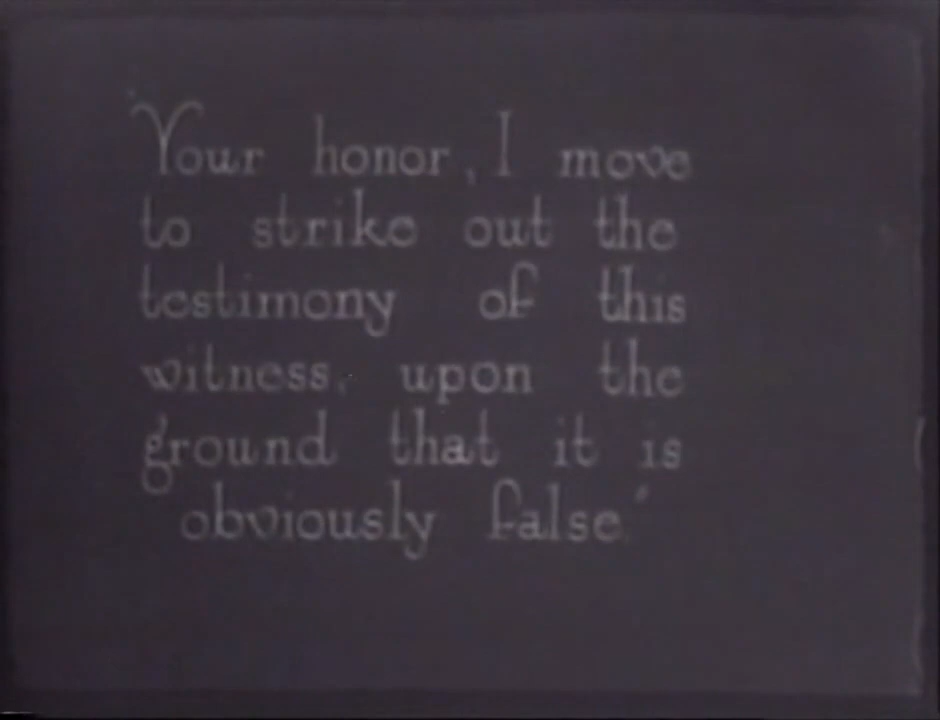 "Your honor, I move
to strike out the
testimony of this
witness, upon the
ground that it is
obviously false."